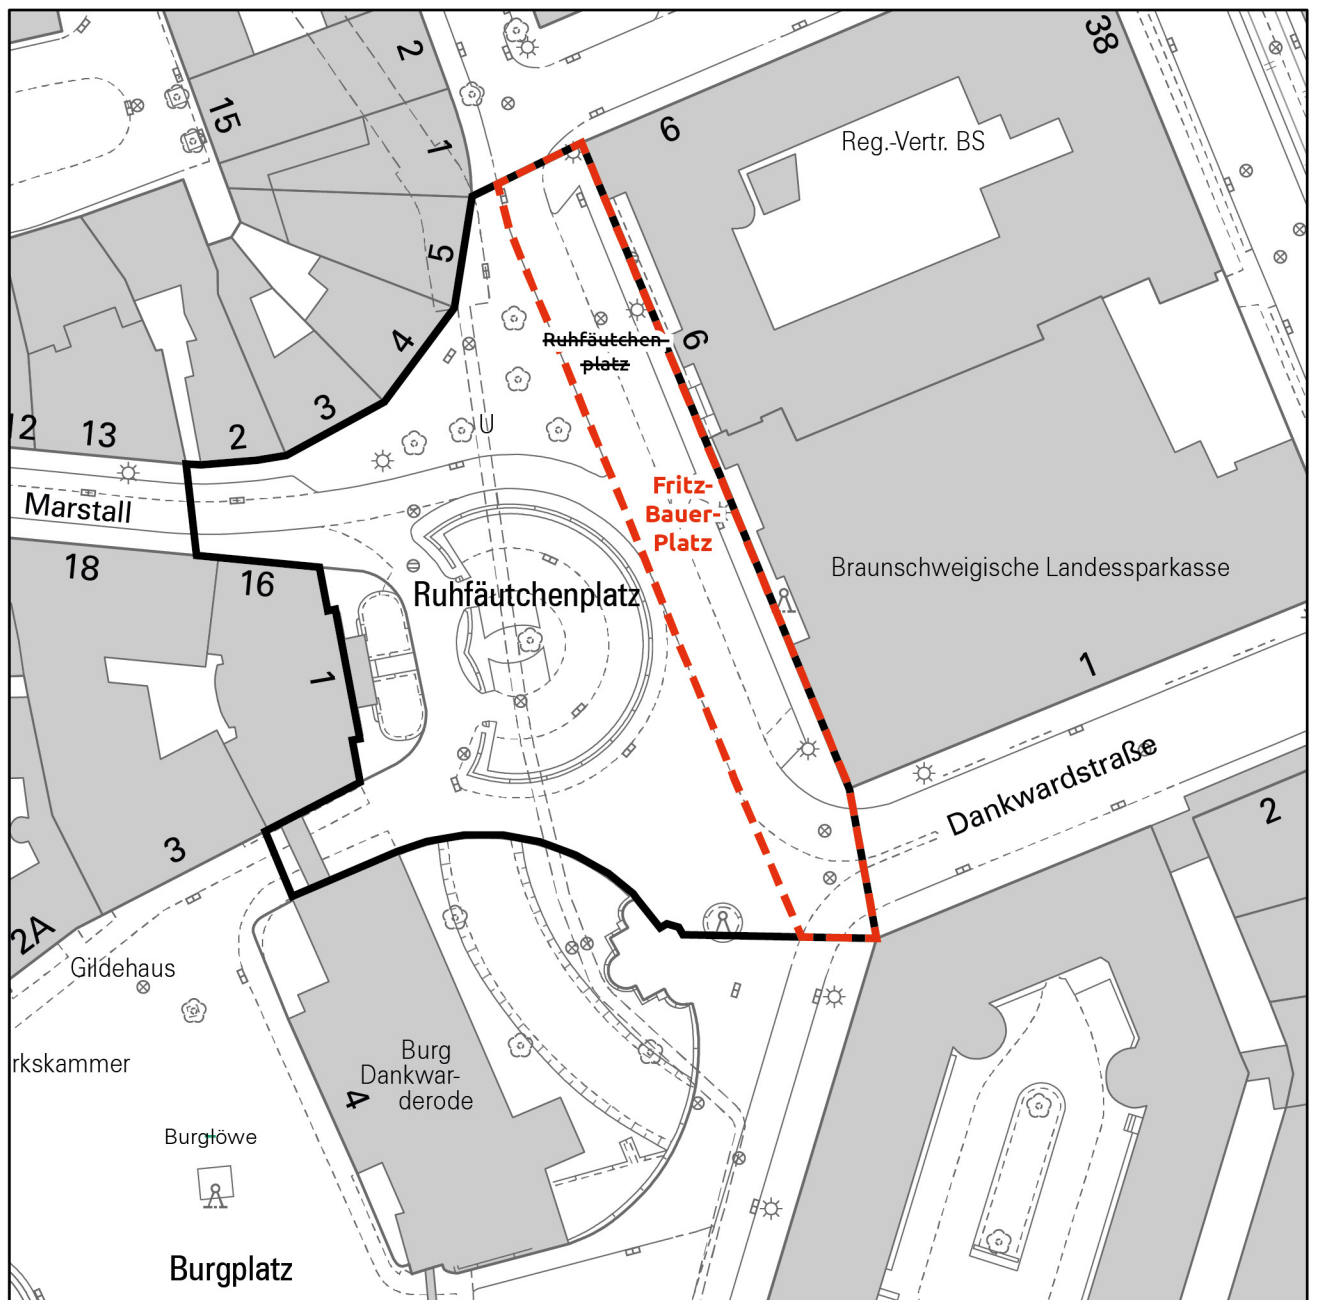 38
2
15
6
Reg.-Vertr. BS
1
5
6
Ruhfäutchen-
platz
4
3
12
13
2
U
Fritz-
Bauer-
Platz
Marstall
18
16
Ruhfäutchenplatz
Braunschweigische Landessparkasse
1
1
Dankwardstraße
2
3
2A
Gildehaus
rkskammer
Burg
Dankwar-
derode
4
Burglöwe
Burgplatz